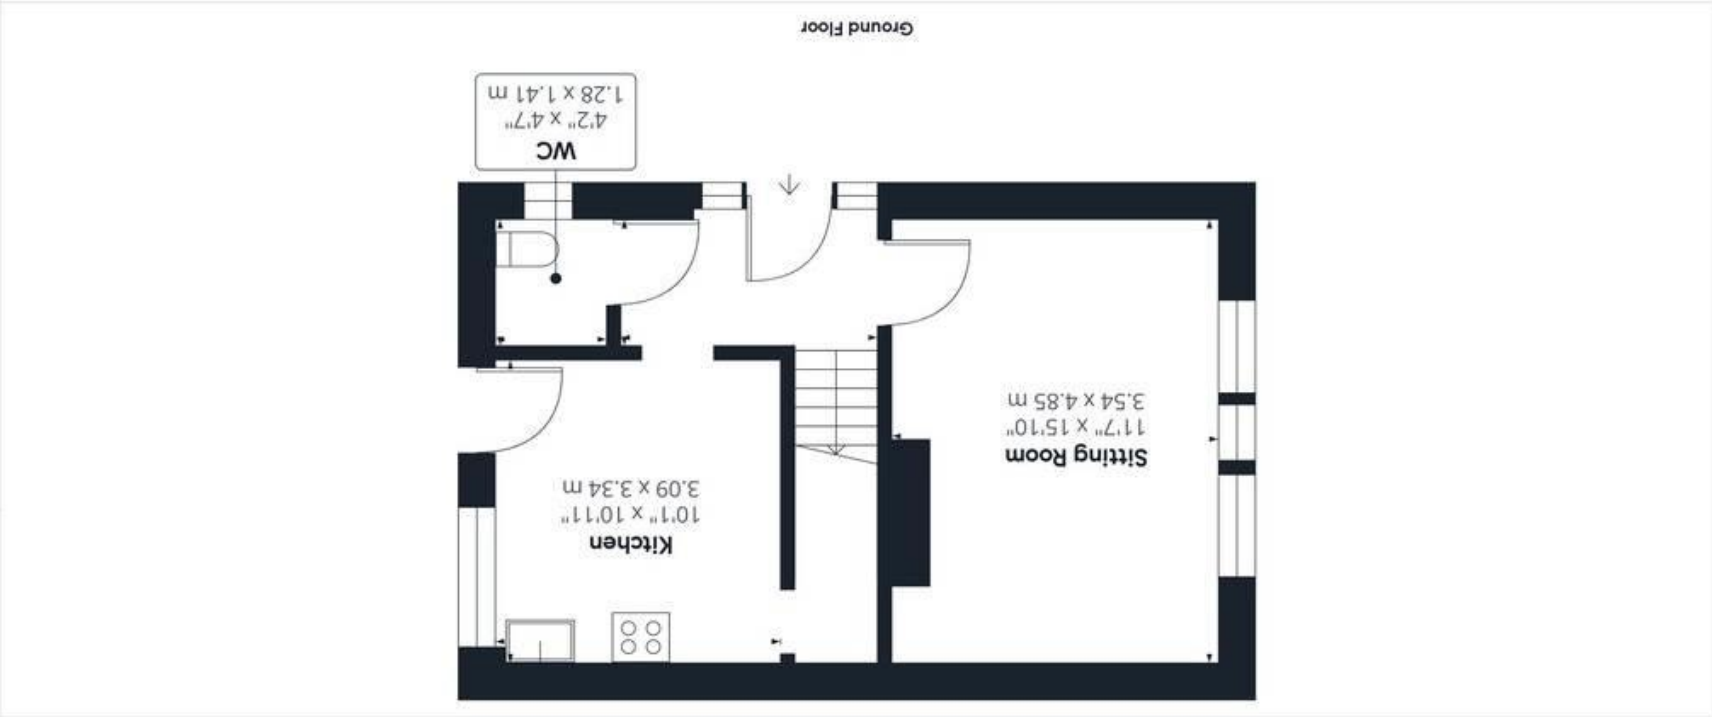 Kitchen
10'1" x 10'11"
3.09 x 3.34 m
Sitting Room
11'7" x 15'10"
3.54 x 4.85 m
WC
4'2" x 4'7"
1.28 x 1.41 m
Ground Floor